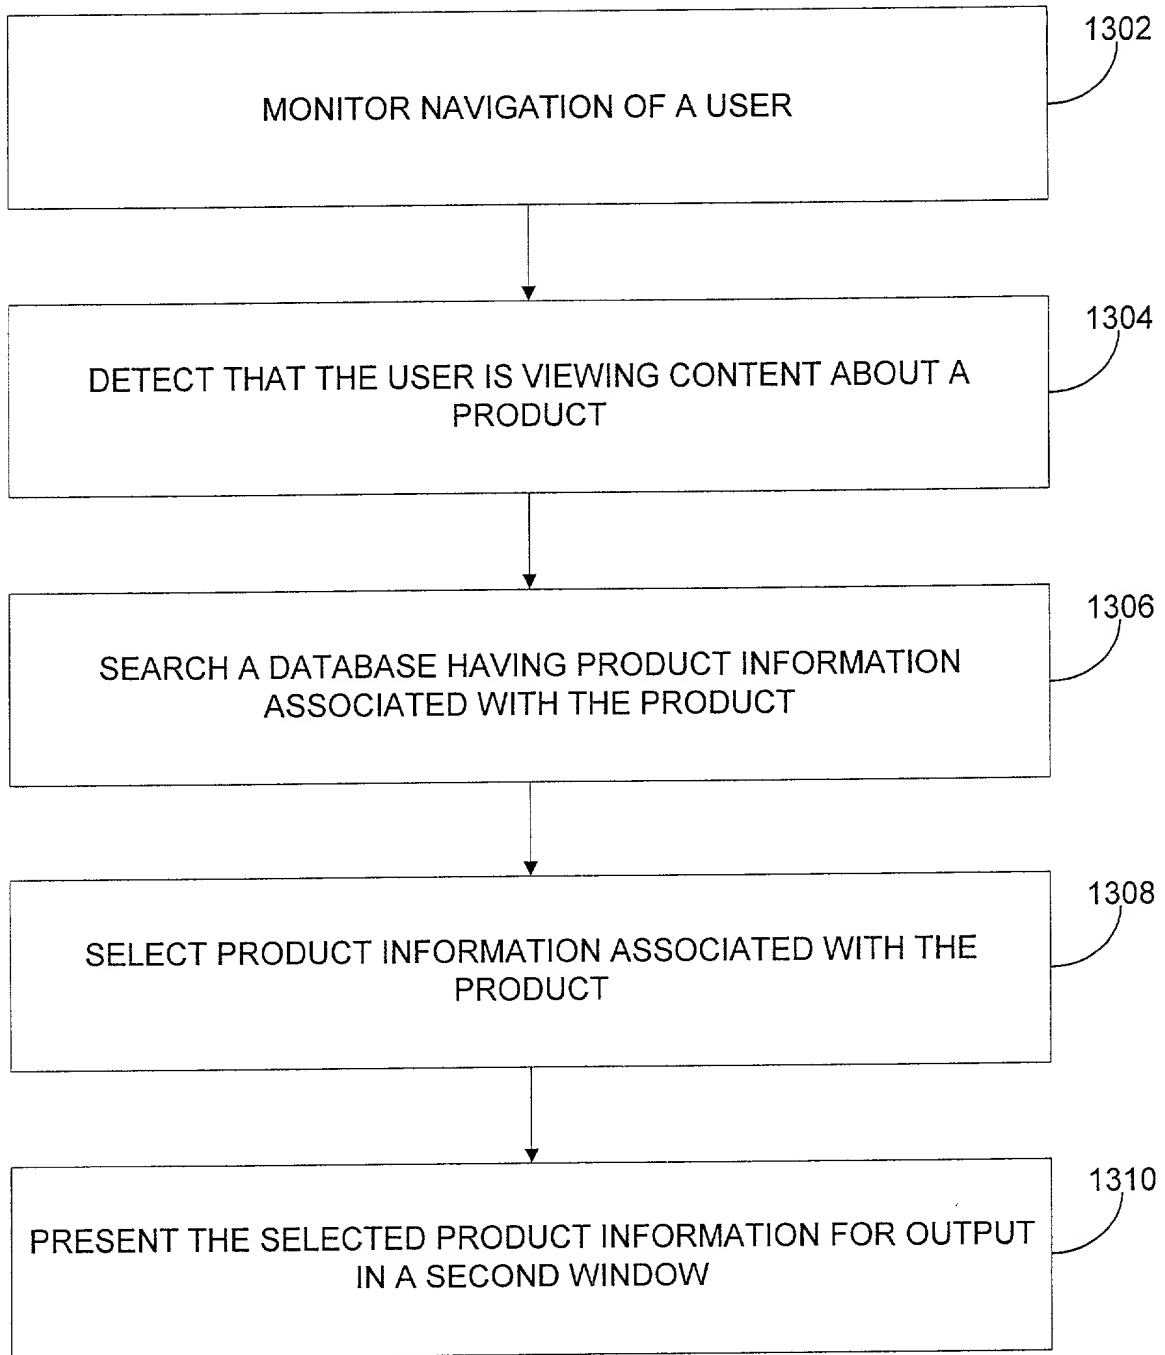 1302
MONITOR NAVIGATION OF A USER
1304
DETECT THAT THE USER IS VIEWING CONTENT ABOUT A
PRODUCT
1306
SEARCH A DATABASE HAVING PRODUCT INFORMATION
ASSOCIATED WITH THE PRODUCT
1308
SELECT PRODUCT INFORMATION ASSOCIATED WITH THE
PRODUCT
1310
PRESENT THE SELECTED PRODUCT INFORMATION FOR OUTPUT
IN A SECOND WINDOW